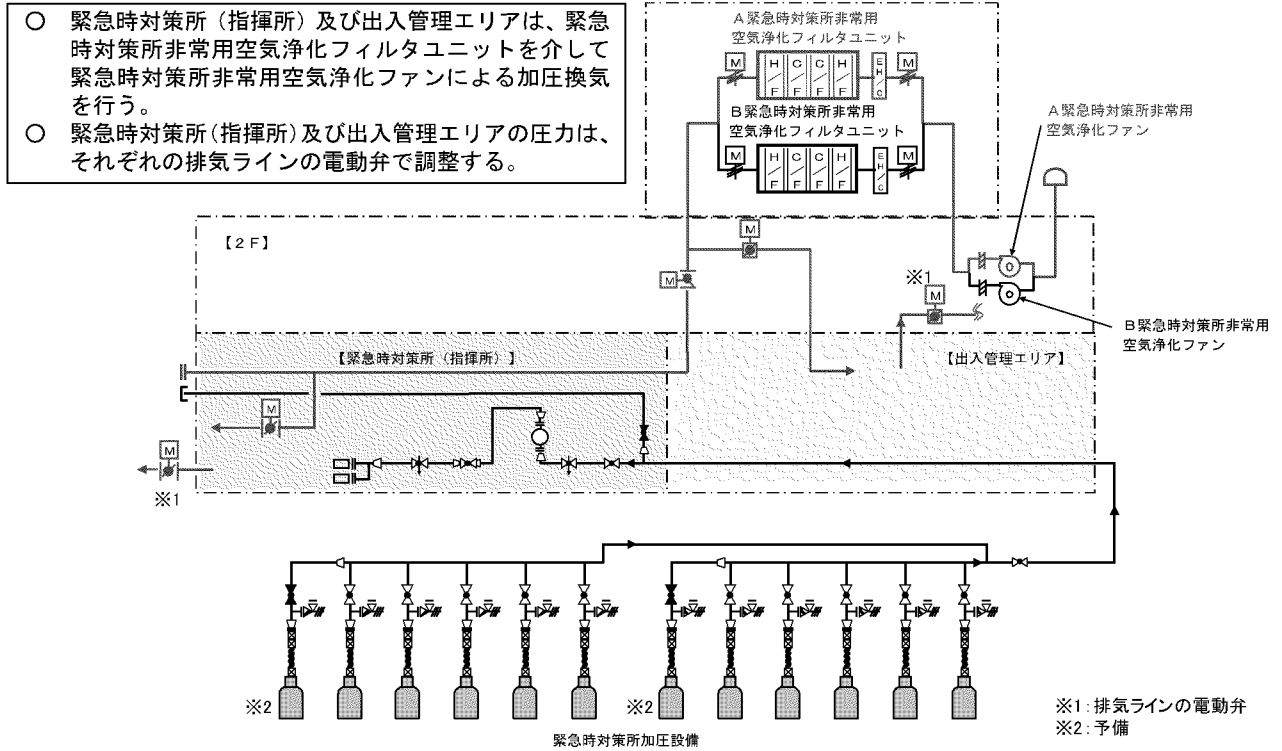 ○ 緊急時対策所（指揮所）及び出入管理エリアは、緊急
時対策所非常用空気浄化フィルタユニットを介して
緊急時対策所非常用空気浄化ファンによる加圧換気
を行う。
○ 緊急時対策所（指揮所）及び出入管理エリアの圧力は、
それぞれの排気ラインの電動弁で調整する。
A緊急時対策所非常用
空気浄化フィルタユニット
M
H/F C/F C/F H/F
EH/C
M
B緊急時対策所非常用
空気浄化フィルタユニット
M
H/F C/F C/F H/F
EH/C
M
A緊急時対策所非常用
空気浄化ファン
【２Ｆ】
M
M
※1
M
B緊急時対策所非常用
空気浄化ファン
【緊急時対策所（指揮所）】
【出入管理エリア】
M
M
※1
※2
※2
緊急時対策所加圧設備
※1：排気ラインの電動弁
※2：予備